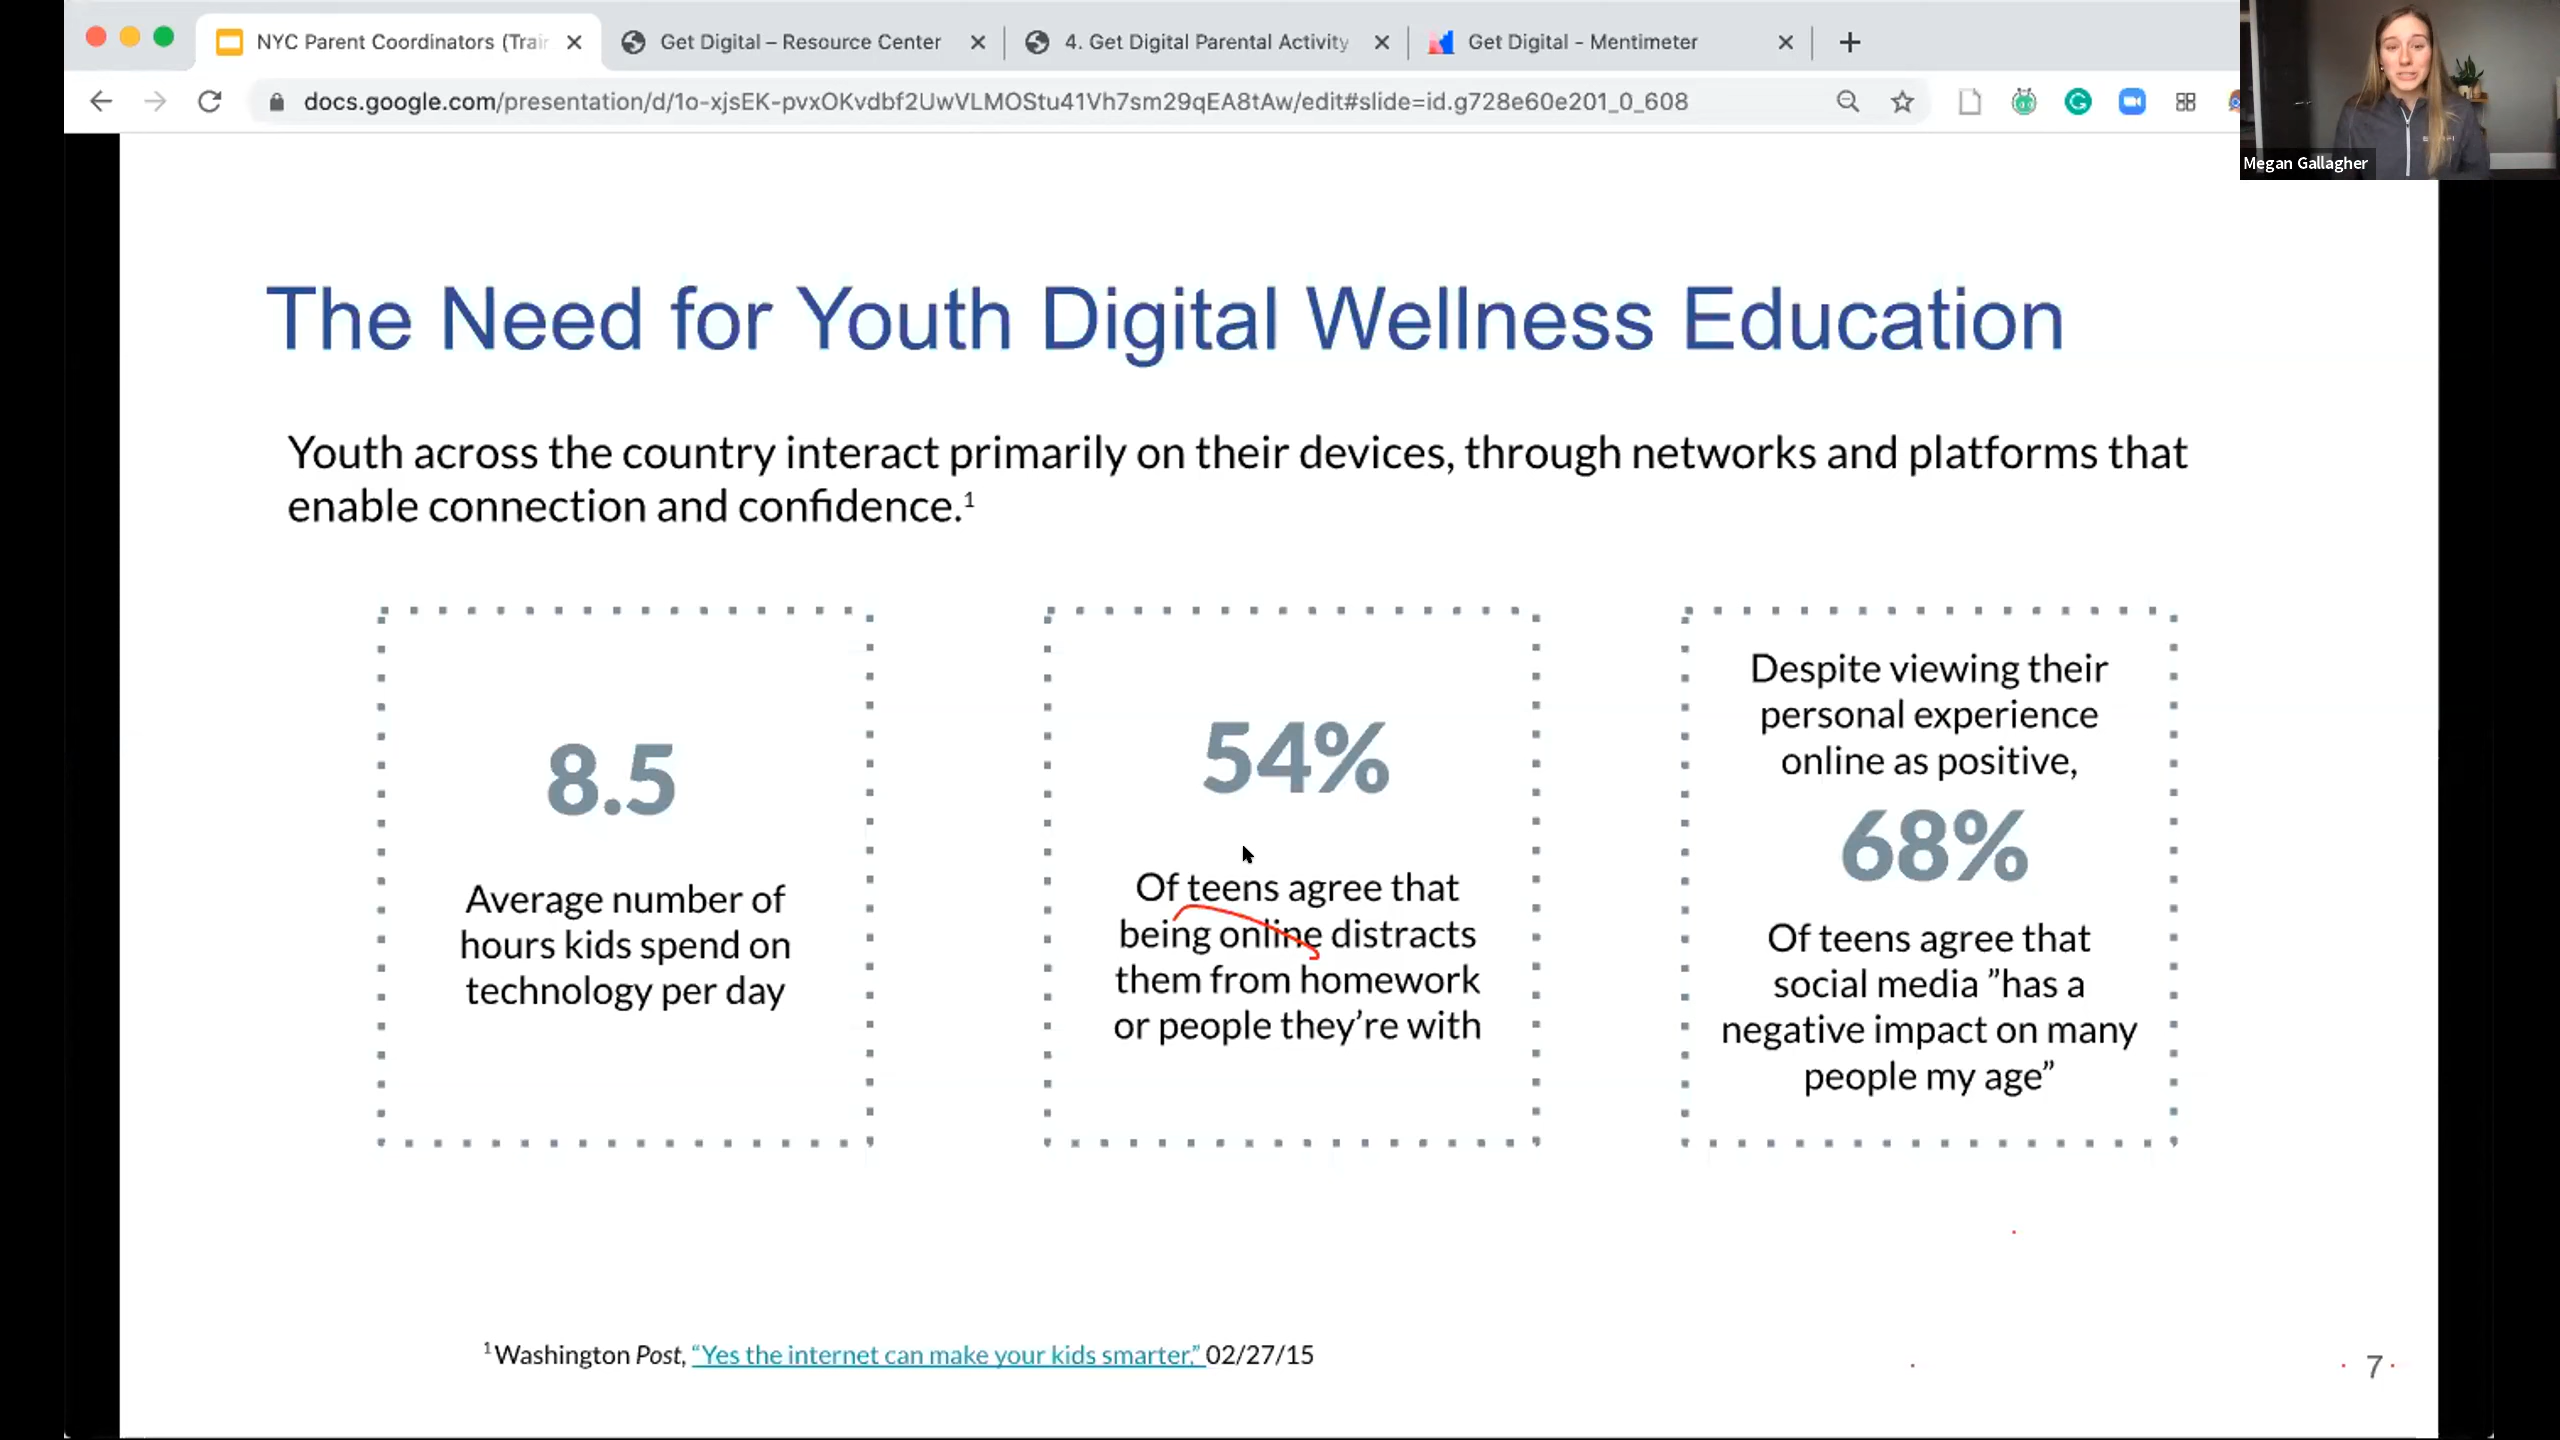 NYC Parent Coordinators (Trai
Get Digital – Resource Center
4. Get Digital Parental Activity
Get Digital - Mentimeter
docs.google.com/presentation/d/1o-xjsEK-pvxOKvdbf2UwVLMOStu41Vh7sm29qEA8tAw/edit#slide=id.g728e60e201_0_608
Megan Gallagher
The Need for Youth Digital Wellness Education
Youth across the country interact primarily on their devices, through networks and platforms that
enable connection and confidence.¹
8.5
Average number of
hours kids spend on
technology per day
54%
Of teens agree that
being online distracts
them from homework
or people they’re with
Despite viewing their
personal experience
online as positive,
68%
Of teens agree that
social media ”has a
negative impact on many
people my age”
¹ Washington Post, “Yes the internet can make your kids smarter,” 02/27/15
7